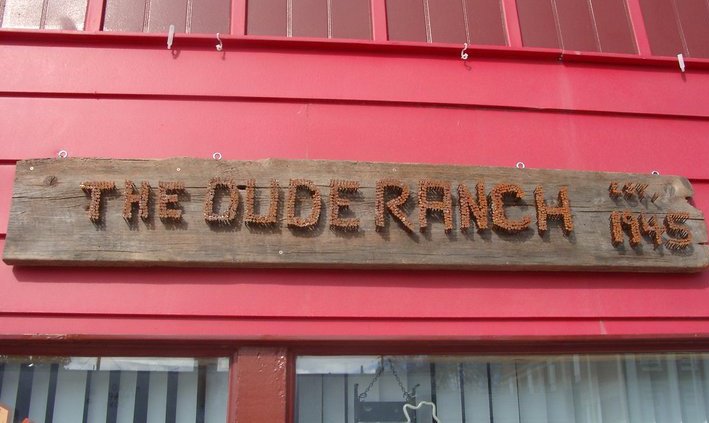 THE DUDE RANCH EST.
1945